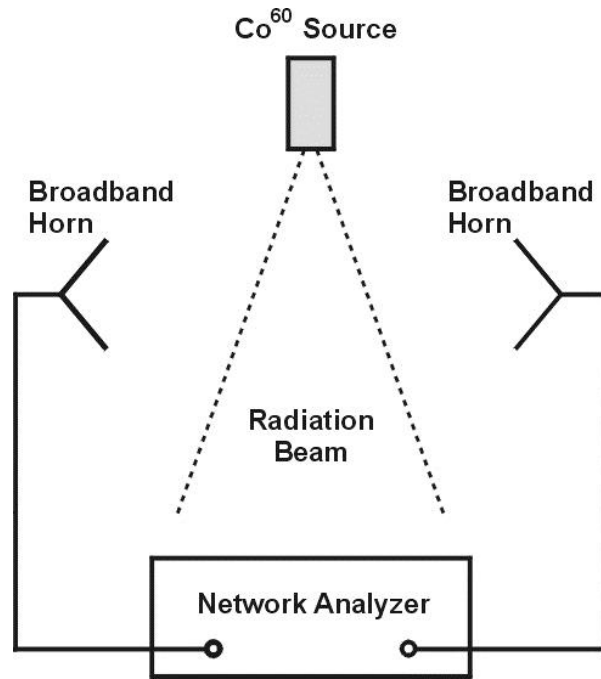 Co⁶⁰ Source
Broadband
Horn
Broadband
Horn
Radiation
Beam
Network Analyzer